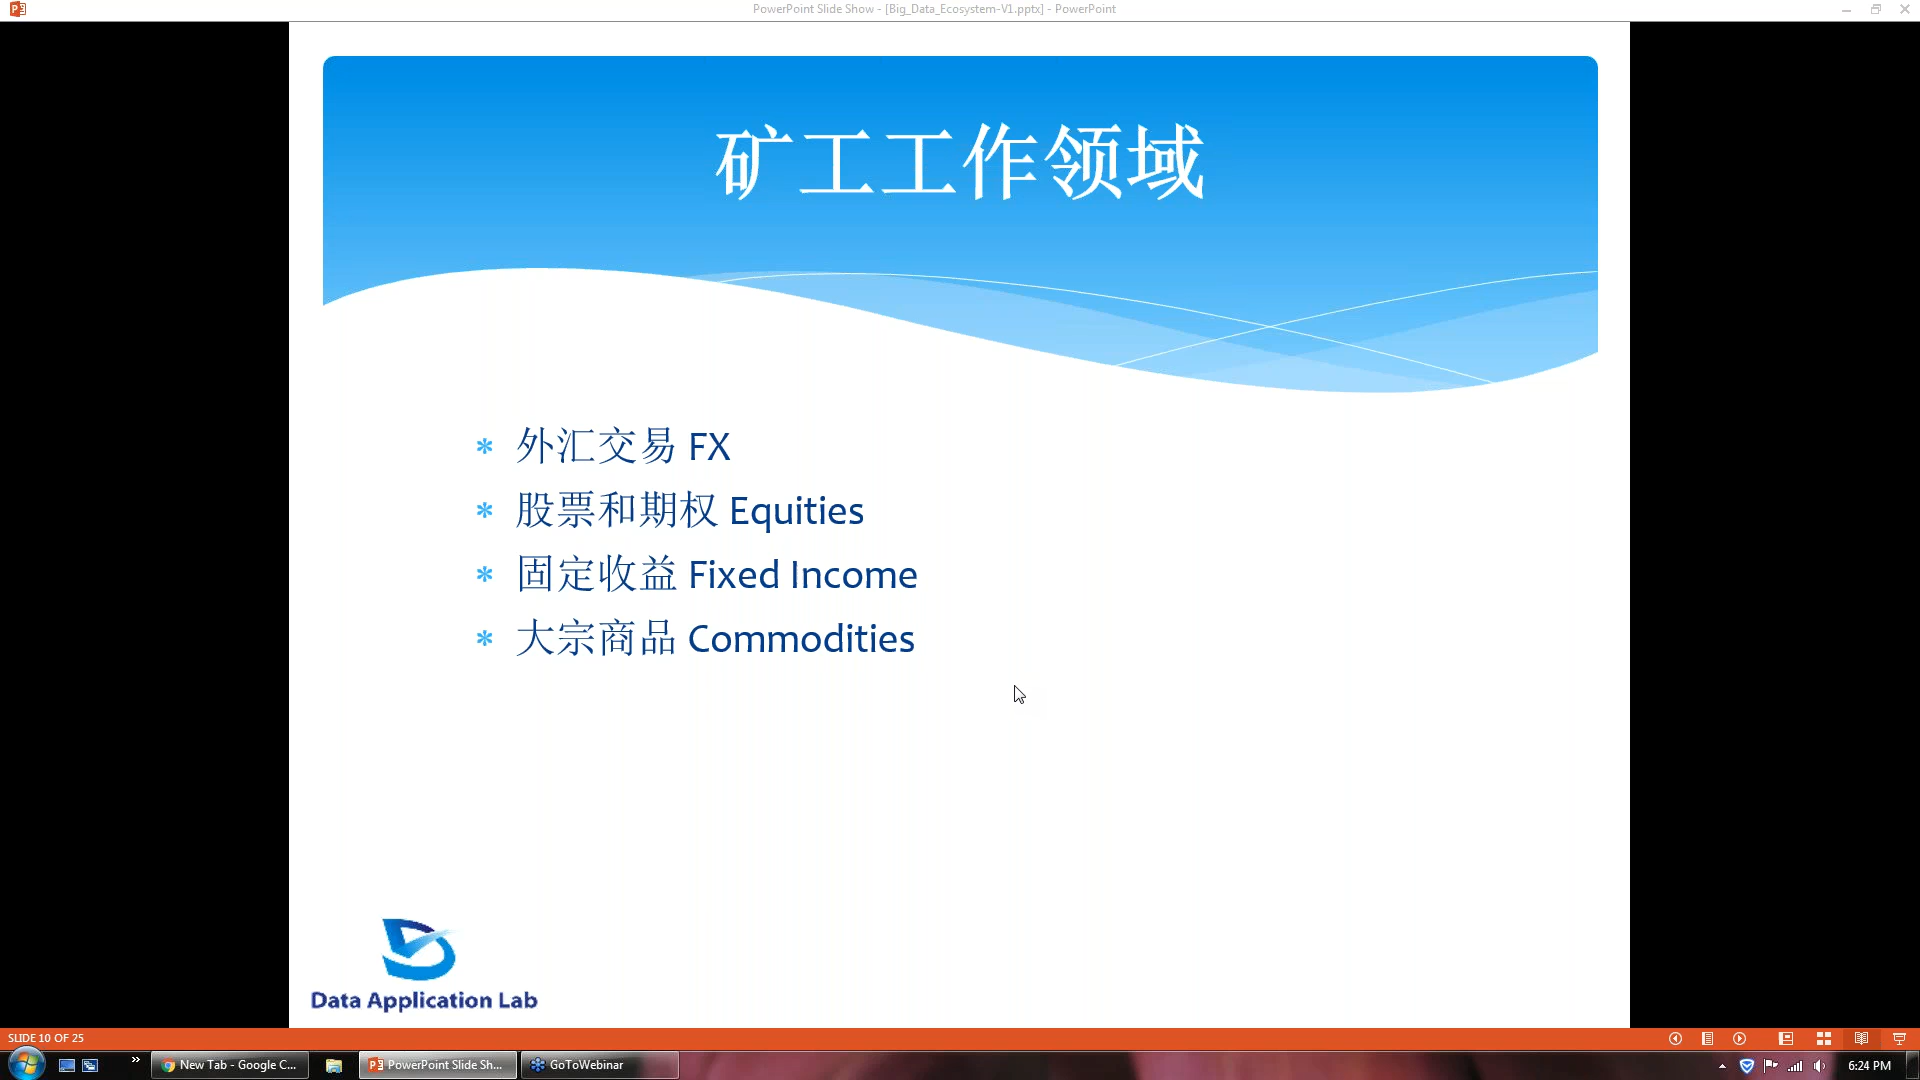 PowerPoint Slide Show - [Big_Data_Ecosystem-V1.pptx] - PowerPoint
矿工工作领域
* 外汇交易 FX
* 股票和期权 Equities
* 固定收益 Fixed Income
* 大宗商品 Commodities
Data Application Lab
SLIDE 10 OF 25
New Tab - Google C...
PowerPoint Slide Sh...
GoToWebinar
6:24 PM